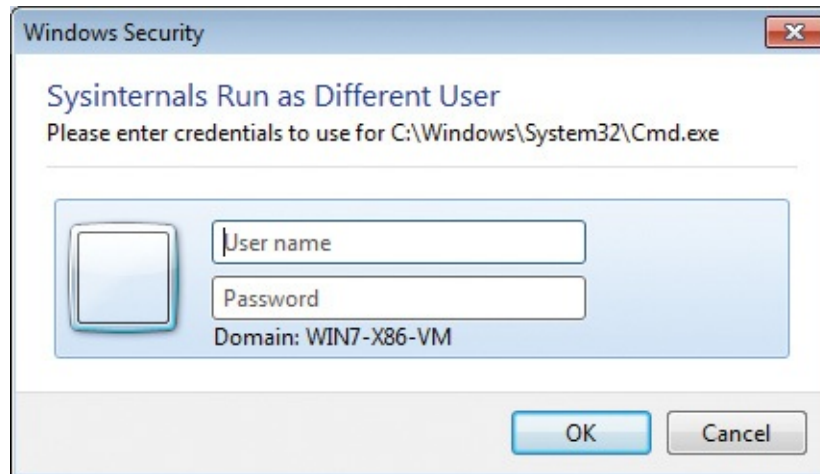 Windows Security
Sysinternals Run as Different User
Please enter credentials to use for C:\Windows\System32\Cmd.exe
User name
Password
Domain: WIN7-X86-VM
OK
Cancel